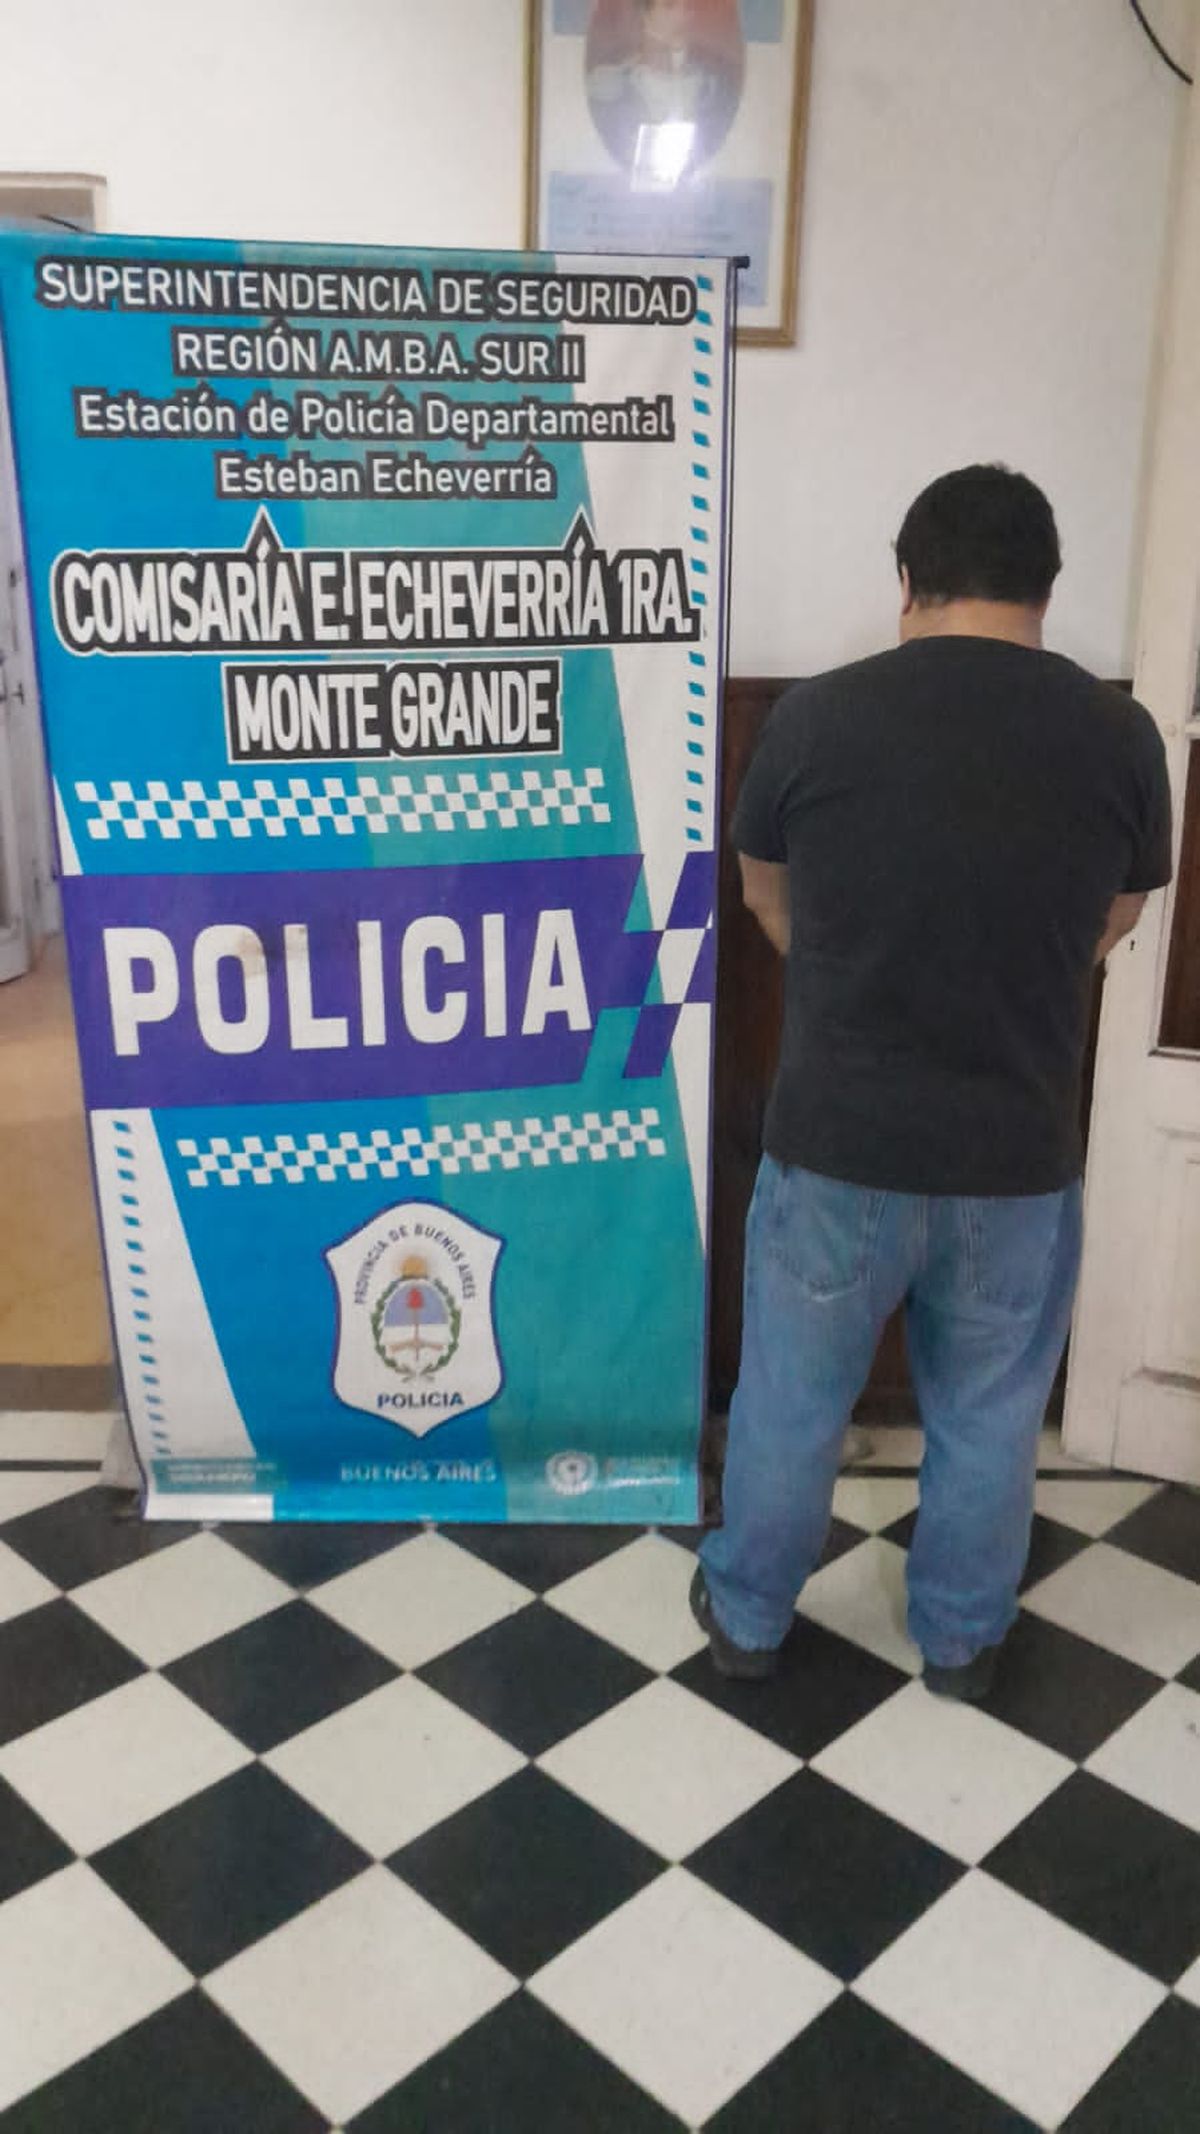 SUPERINTENDENCIA DE SEGURIDAD
REGIÓN A.M.B.A. SUR II
Estación de Policía Departamental
Esteban Echeverría
COMISARÍA E. ECHEVERRÍA 1RA.
MONTE GRANDE
POLICIA
PROVINCIA DE BUENOS AIRES
POLICIA
BUENOS AIRES